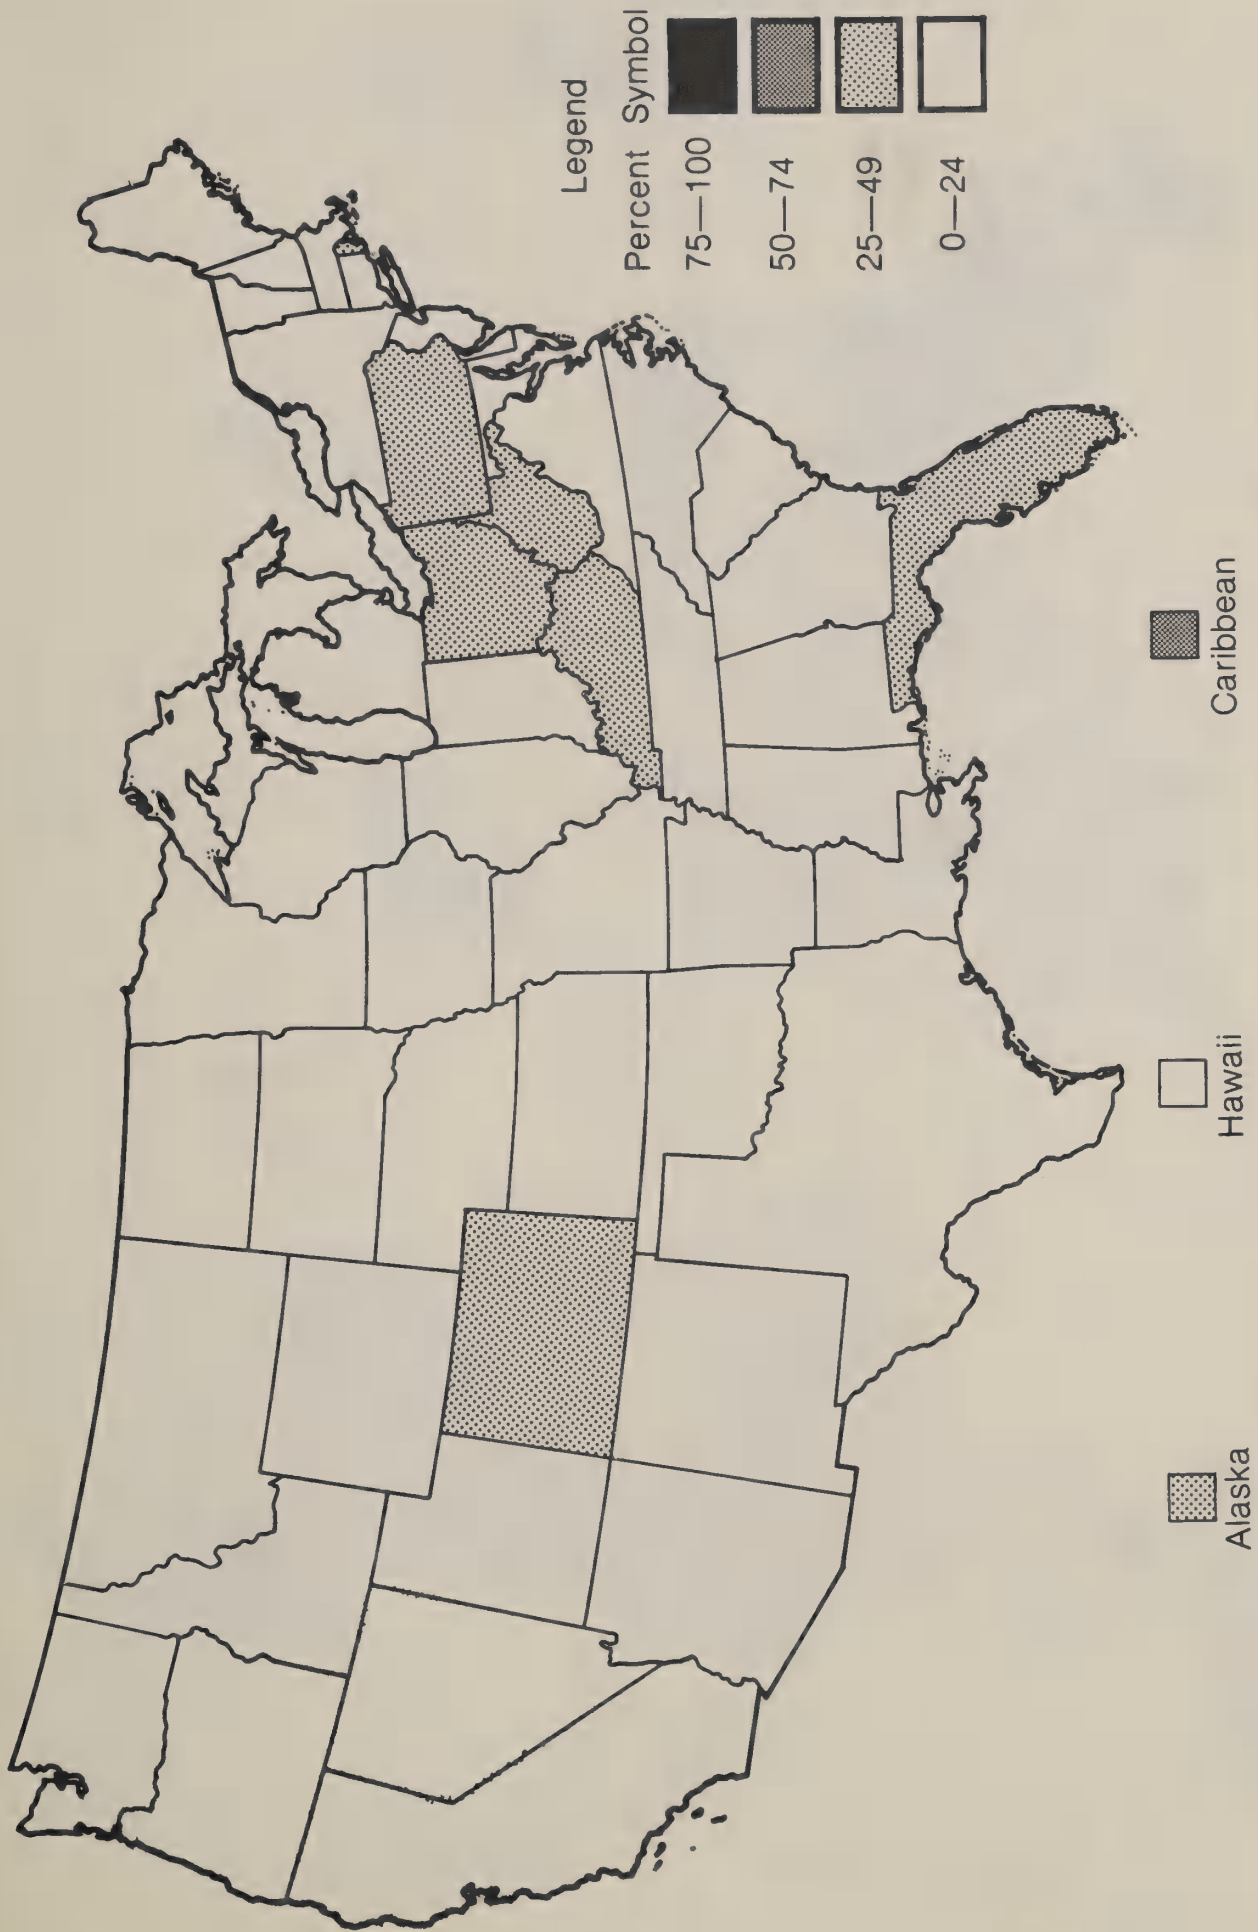 Legend
Percent Symbol
75—100
50—74
25—49
0—24
Alaska
Hawaii
Caribbean